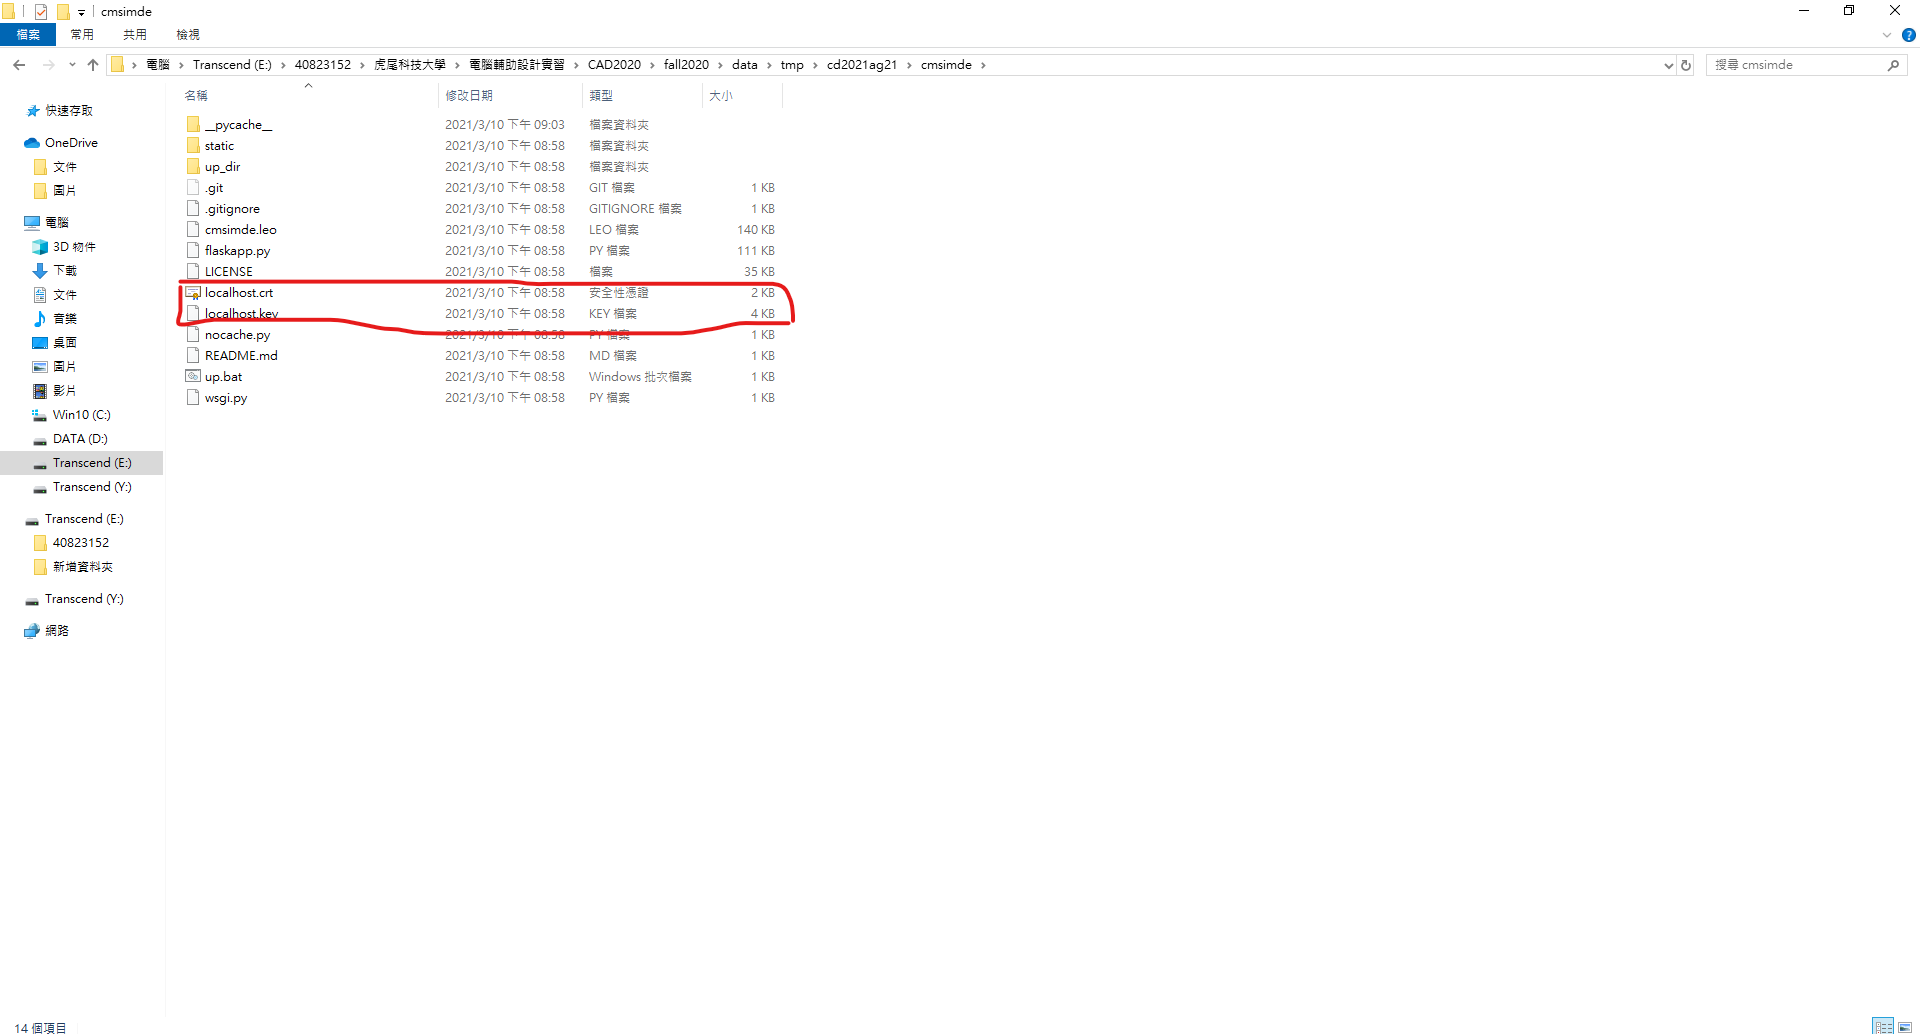 cmsimde
檔案 常用 共用 檢視
電腦 Transcend (E:) 40823152 虎尾科技大學 電腦輔助設計實習 CAD2020 fall2020 data tmp cd2021ag21 cmsimde 搜尋 cmsimde
名稱 修改日期 類型 大小
__pycache__ 2021/3/10 下午 09:03 檔案資料夾
static 2021/3/10 下午 08:58 檔案資料夾
up_dir 2021/3/10 下午 08:58 檔案資料夾
.git 2021/3/10 下午 08:58 GIT 檔案 1 KB
.gitignore 2021/3/10 下午 08:58 GITIGNORE 檔案 1 KB
cmsimde.leo 2021/3/10 下午 08:58 LEO 檔案 140 KB
flaskapp.py 2021/3/10 下午 08:58 PY 檔案 111 KB
LICENSE 2021/3/10 下午 08:58 檔案 35 KB
localhost.crt 2021/3/10 下午 08:58 安全性憑證 2 KB
localhost.key 2021/3/10 下午 08:58 KEY 檔案 4 KB
nocache.py 2021/3/10 下午 08:58 PY 檔案 1 KB
README.md 2021/3/10 下午 08:58 MD 檔案 1 KB
up.bat 2021/3/10 下午 08:58 Windows 批次檔案 1 KB
wsgi.py 2021/3/10 下午 08:58 PY 檔案 1 KB
快速存取
OneDrive
文件
圖片
電腦
3D 物件
下載
文件
音樂
桌面
圖片
影片
Win10 (C:)
DATA (D:)
Transcend (E:)
Transcend (Y:)
Transcend (E:)
40823152
新增資料夾
Transcend (Y:)
網路
14 個項目